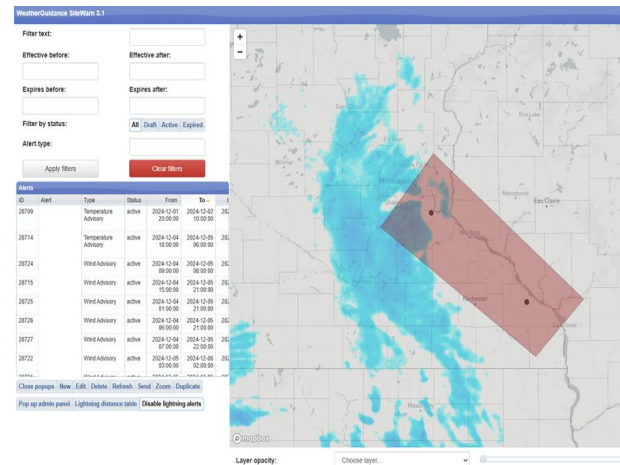 WeatherGuidance SiteWarn 3.1
Filter text:
Effective before: Effective after:
Expires before: Expires after:
Filter by status: All Draft Active Expired
Alert type:
Apply filters Clear filters
Alerts
ID Alert Type Status From To
28709 Temperature Advisory active 2024-12-01 20:00:00 2024-12-02 10:00:00
28714 Temperature Advisory active 2024-12-04 18:00:00 2024-12-05 06:00:00
28724 Wind Advisory active 2024-12-04 09:00:00 2024-12-05 08:00:00
28715 Wind Advisory active 2024-12-04 15:00:00 2024-12-05 21:00:00
28725 Wind Advisory active 2024-12-04 01:00:00 2024-12-05 21:00:00
28726 Wind Advisory active 2024-12-04 06:00:00 2024-12-05 21:00:00
28727 Wind Advisory active 2024-12-04 07:00:00 2024-12-05 22:00:00
28722 Wind Advisory active 2024-12-05 03:00:00 2024-12-06 02:00:00
Close popups New Edit Delete Refresh Send Zoom Duplicate
Pop up admin panel Lightning distance table Disable lightning alerts
+
-
Rice Lake
Willmar
Minneapolis
Menomonie
Eau Claire
Rochester
mapbox
Layer opacity: Choose layer...